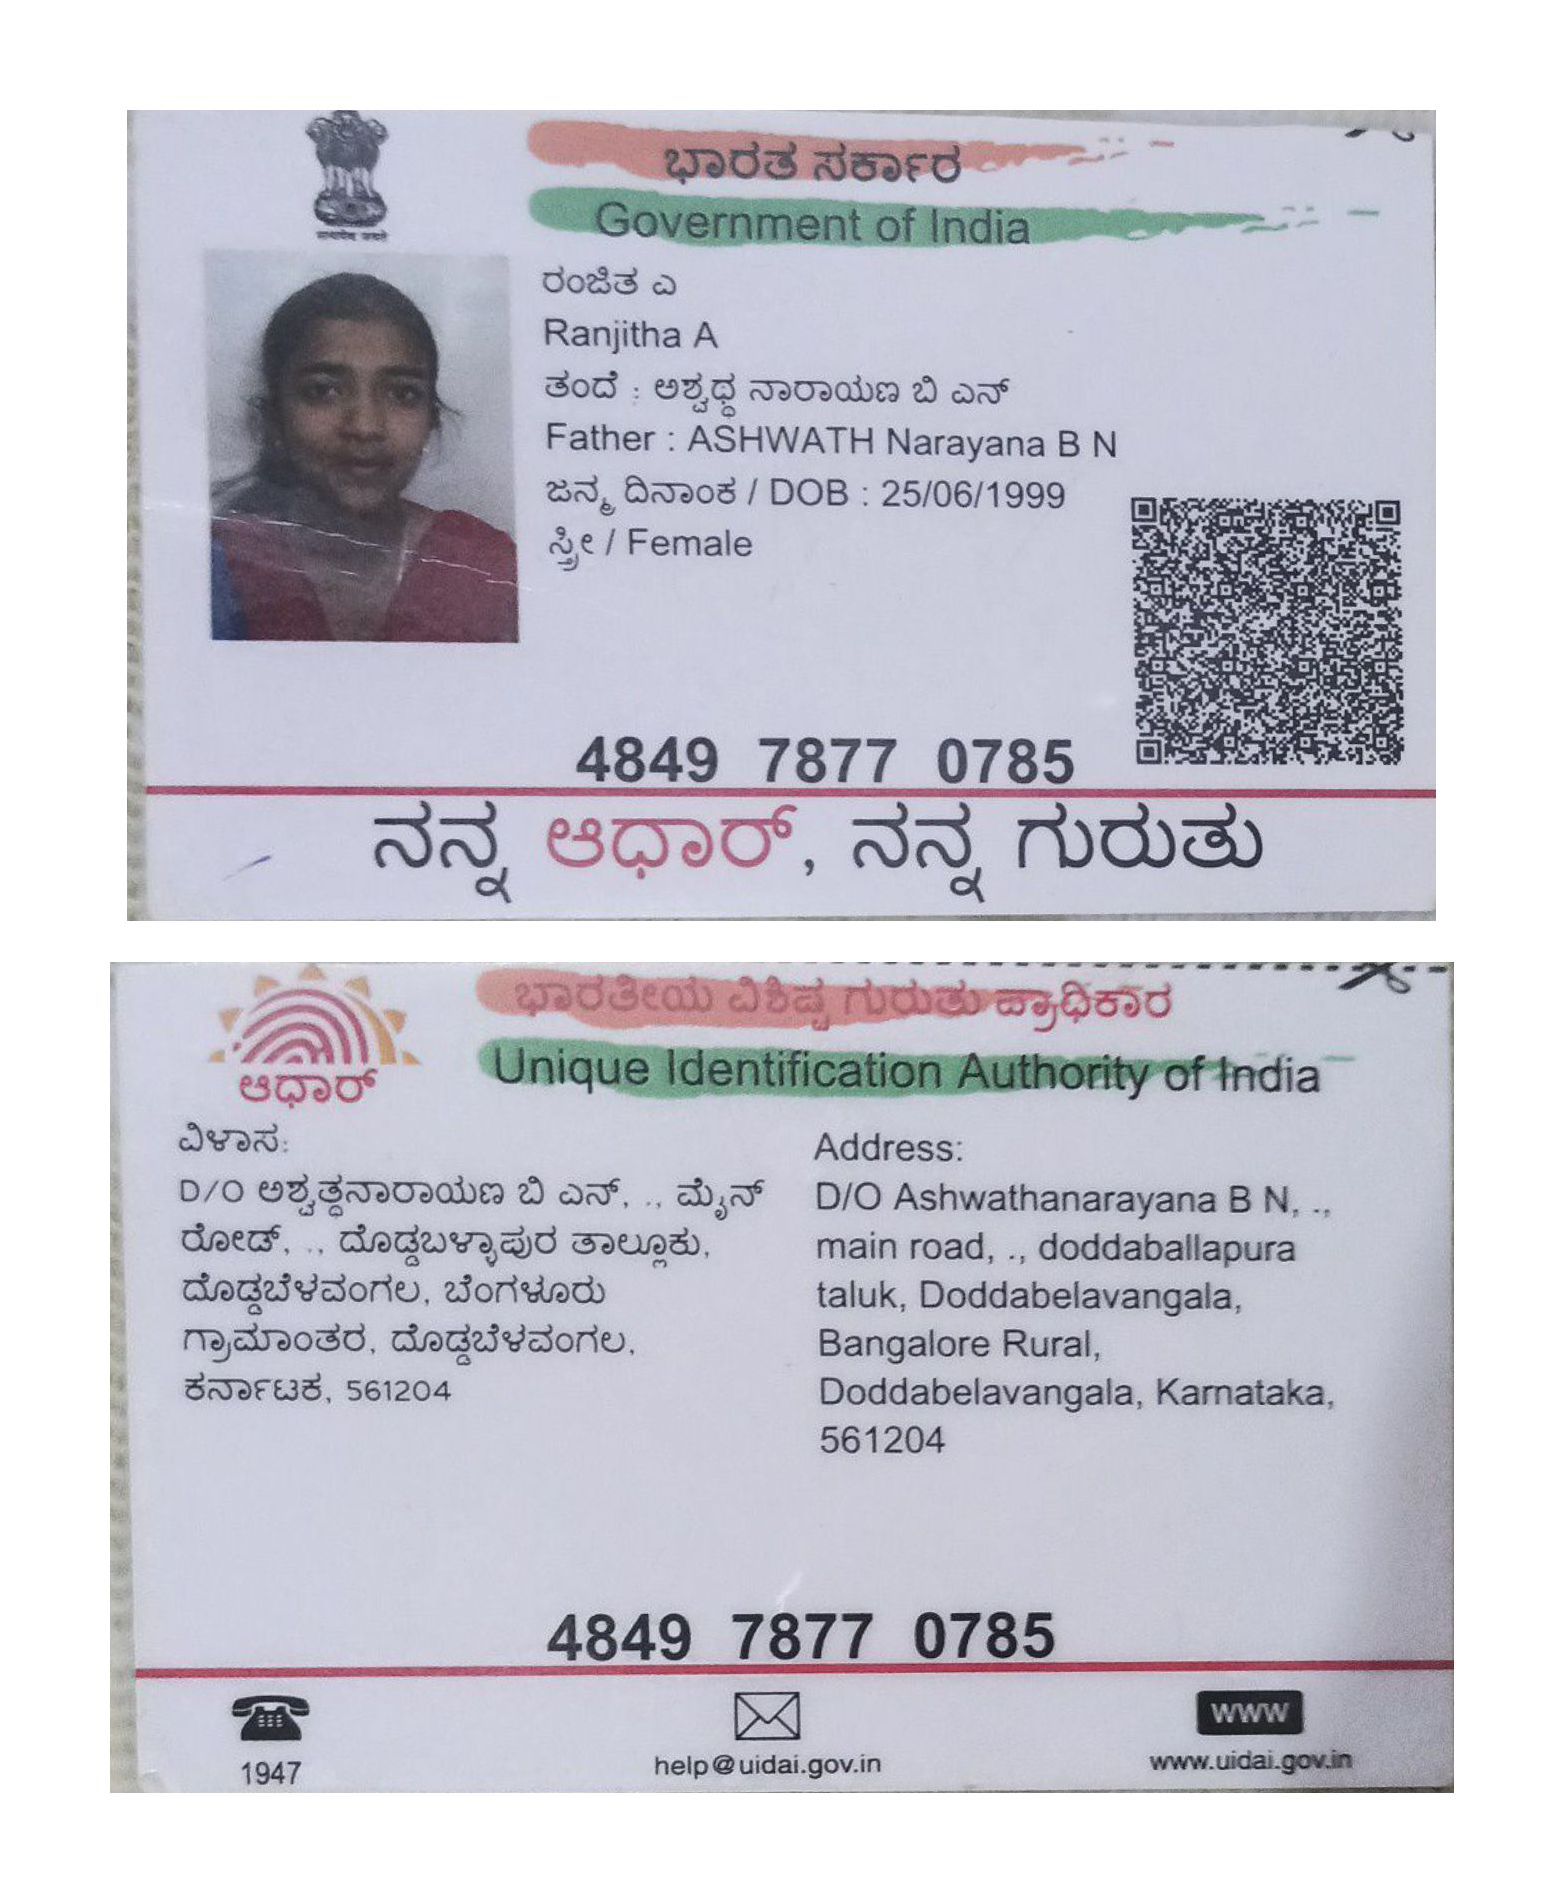 ಭಾರತ ಸರ್ಕಾರ
Government of India
ರಂಜಿತ ಎ
Ranjitha A
ತಂದೆ : ಅಶ್ವಥ್ಥ ನಾರಾಯಣ ಬಿ ಎನ್
Father : ASHWATH Narayana B N
ಜನ್ಮ ದಿನಾಂಕ / DOB : 25/06/1999
ಸ್ತ್ರೀ / Female
4849 7877 0785
ನನ್ನ ಆಧಾರ್, ನನ್ನ ಗುರುತು
ಭಾರತೀಯ ವಿಶಿಷ್ಟ ಗುರುತು ಪ್ರಾಧಿಕಾರ
Unique Identification Authority of India
ಆಧಾರ್
ವಿಳಾಸ:
D/O ಅಶ್ವತ್ಥನಾರಾಯಣ ಬಿ ಎನ್, ., ಮೈನ್
ರೋಡ್, ., ದೊಡ್ಡಬಳ್ಳಾಪುರ ತಾಲ್ಲೂಕು,
ದೊಡ್ಡಬೆಳವಂಗಲ, ಬೆಂಗಳೂರು
ಗ್ರಾಮಾಂತರ, ದೊಡ್ಡಬೆಳವಂಗಲ,
ಕರ್ನಾಟಕ, 561204
Address:
D/O Ashwathanarayana B N, .,
main road, ., doddaballapura
taluk, Doddabelavangala,
Bangalore Rural,
Doddabelavangala, Karnataka,
561204
4849 7877 0785
1947
help@uidai.gov.in
www
www.uidai.gov.in